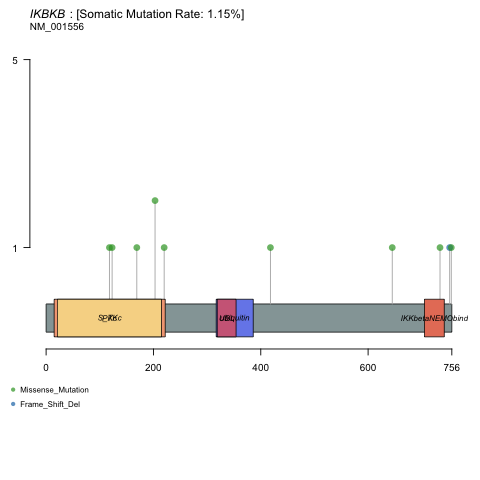 IKBKB : [Somatic Mutation Rate: 1.15%]
NM_001556
5
1
IKKbetaNEMObind
0
200
400
600
756
Missense_Mutation
Frame_Shift_Del